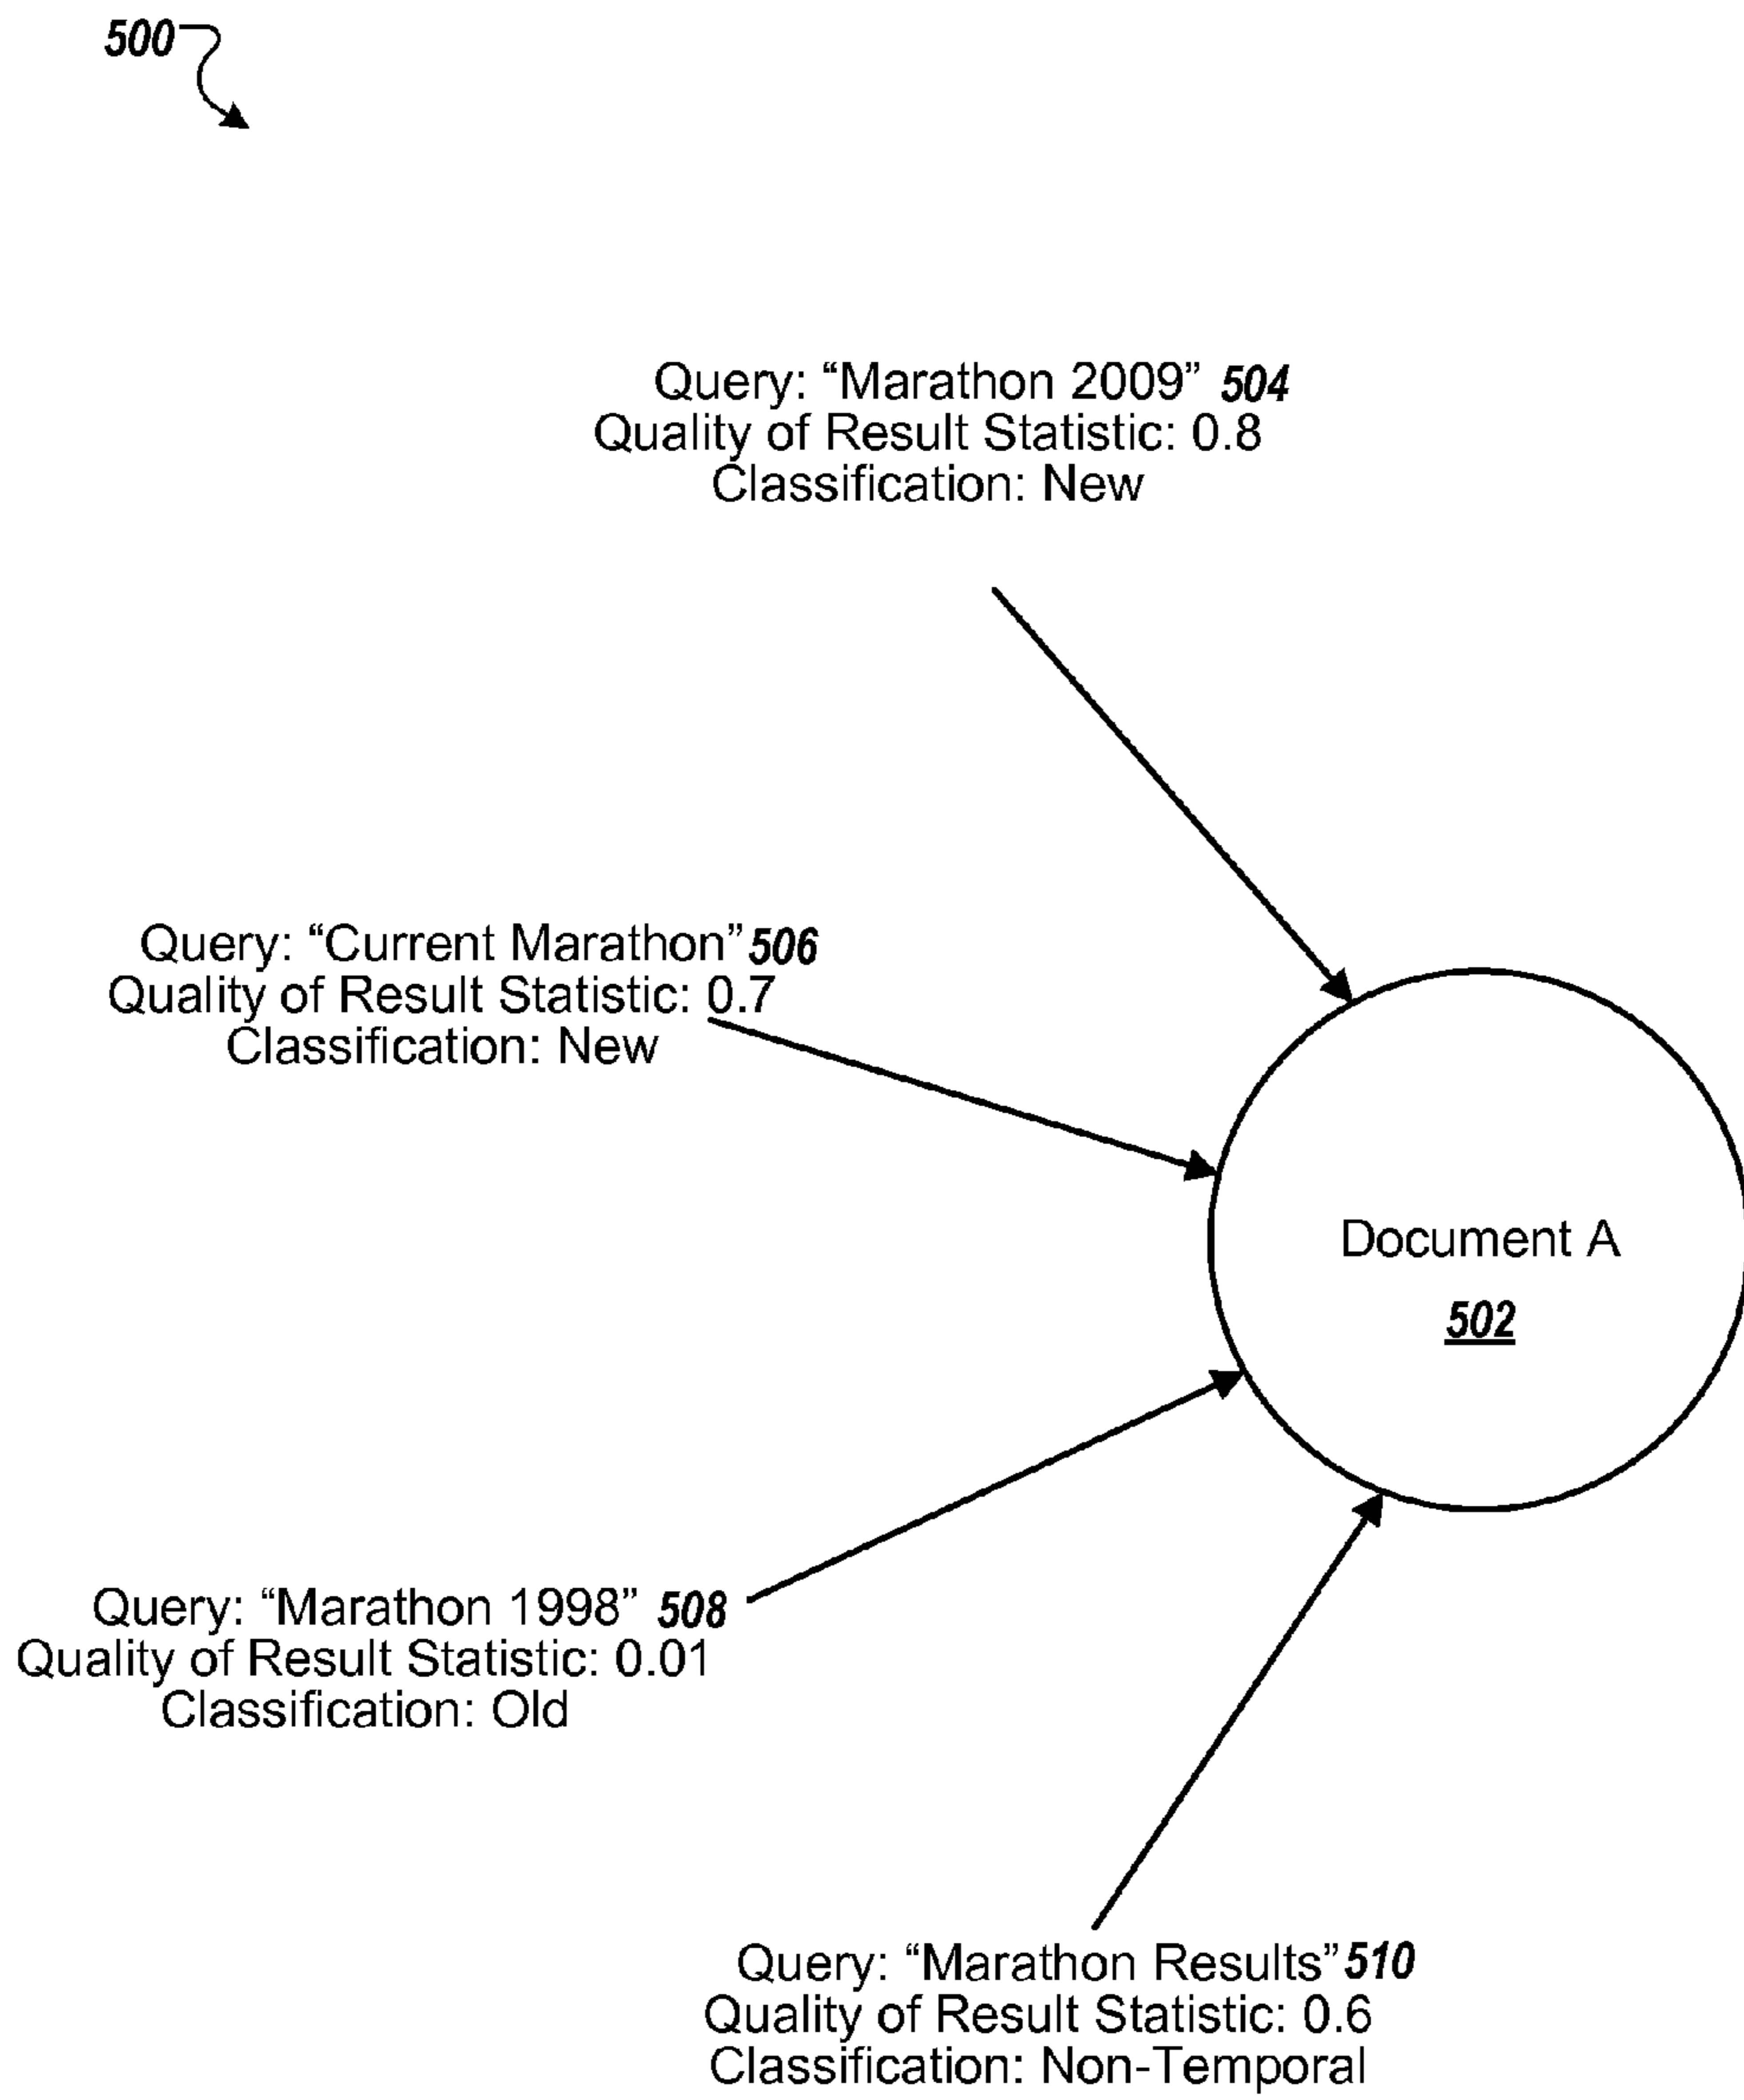 500
Query: “Marathon 2009” 504
Quality of Result Statistic: 0.8
Classification: New
Query: “Current Marathon” 506
Quality of Result Statistic: 0.7
Classification: New
Document A
502
Query: “Marathon 1998” 508
Quality of Result Statistic: 0.01
Classification: Old
Query: “Marathon Results” 510
Quality of Result Statistic: 0.6
Classification: Non-Temporal